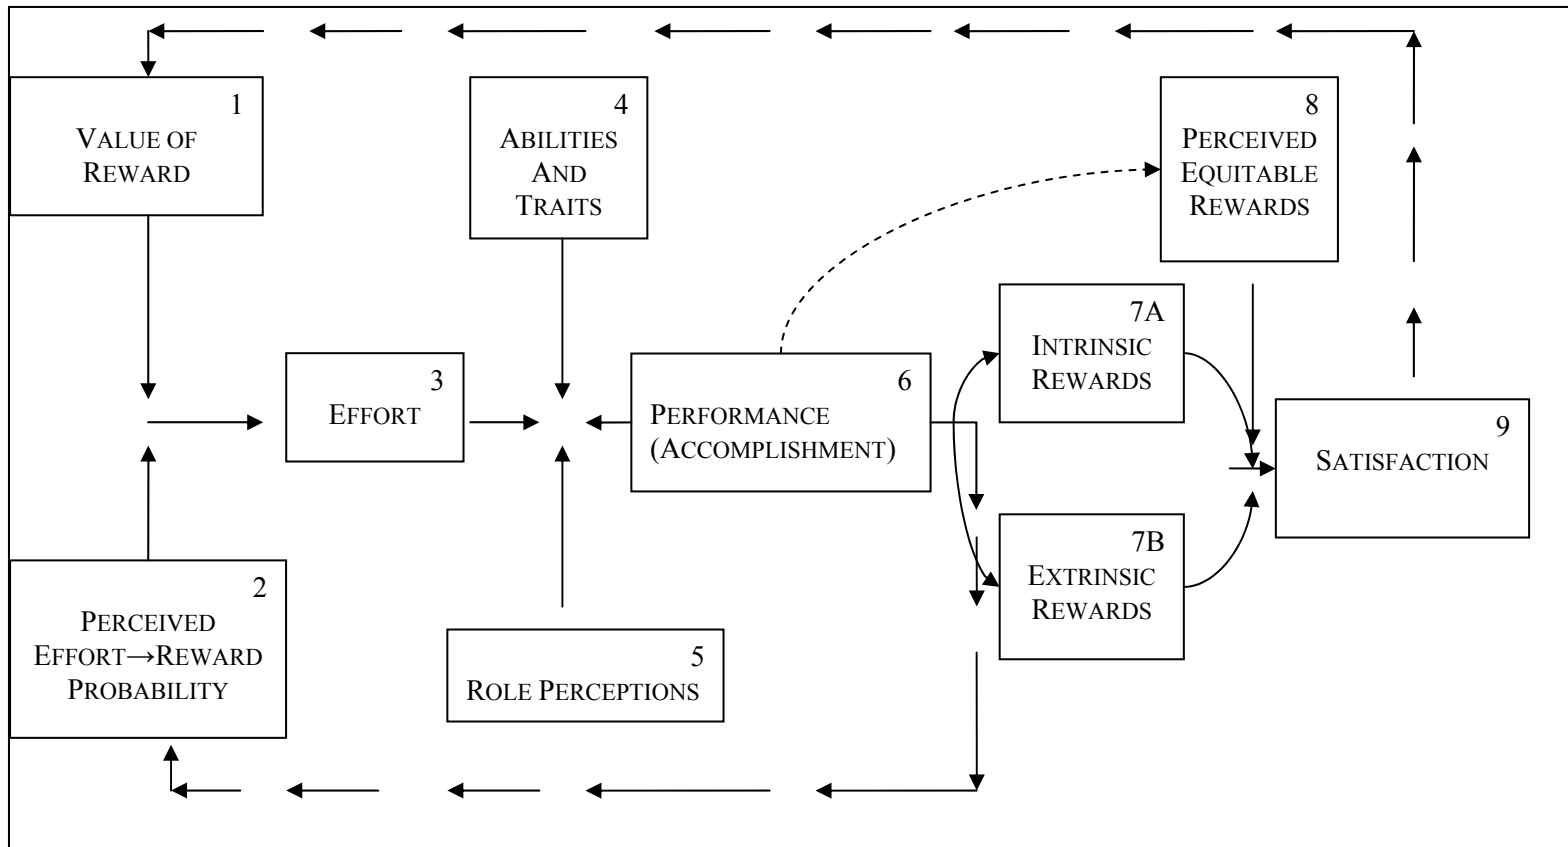 1
VALUE OF
REWARD
4
ABILITIES
AND
TRAITS
8
PERCEIVED
EQUITABLE
REWARDS
7A
INTRINSIC
REWARDS
3
EFFORT
6
PERFORMANCE
(ACCOMPLISHMENT)
9
SATISFACTION
7B
EXTRINSIC
REWARDS
2
PERCEIVED
EFFORT→REWARD
PROBABILITY
5
ROLE PERCEPTIONS